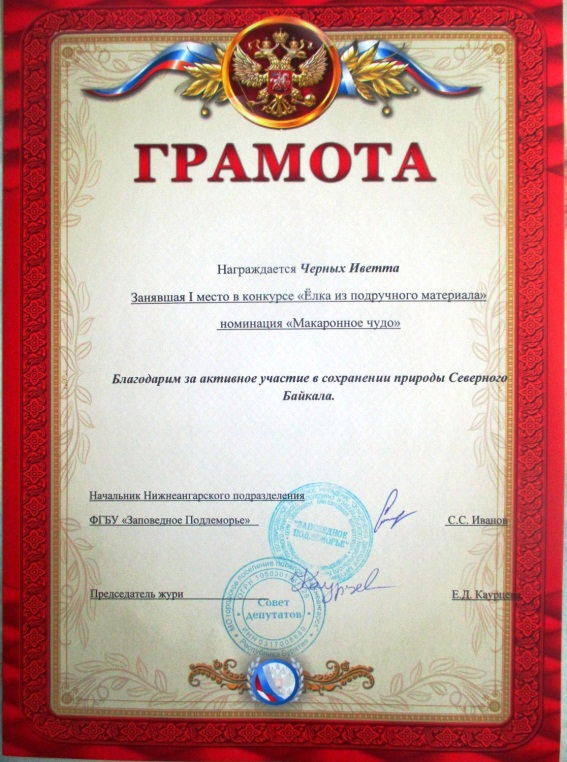 ГРАМОТА
Награждается Черных Иветта
Занявшая I место в конкурсе «Ёлка из подручного материала»
номинация «Макаронное чудо»
Благодарим за активное участие в сохранении природы Северного
Байкала.
Начальник Нижнеангарского подразделения
ФГБУ «Заповедное Подлеморье» С.С. Иванов
"ЗАПОВЕДНОЕ
ПОДЛЕМОРЬЕ"
Председатель жюри Е.Д. Каурцева
Совет
депутатов